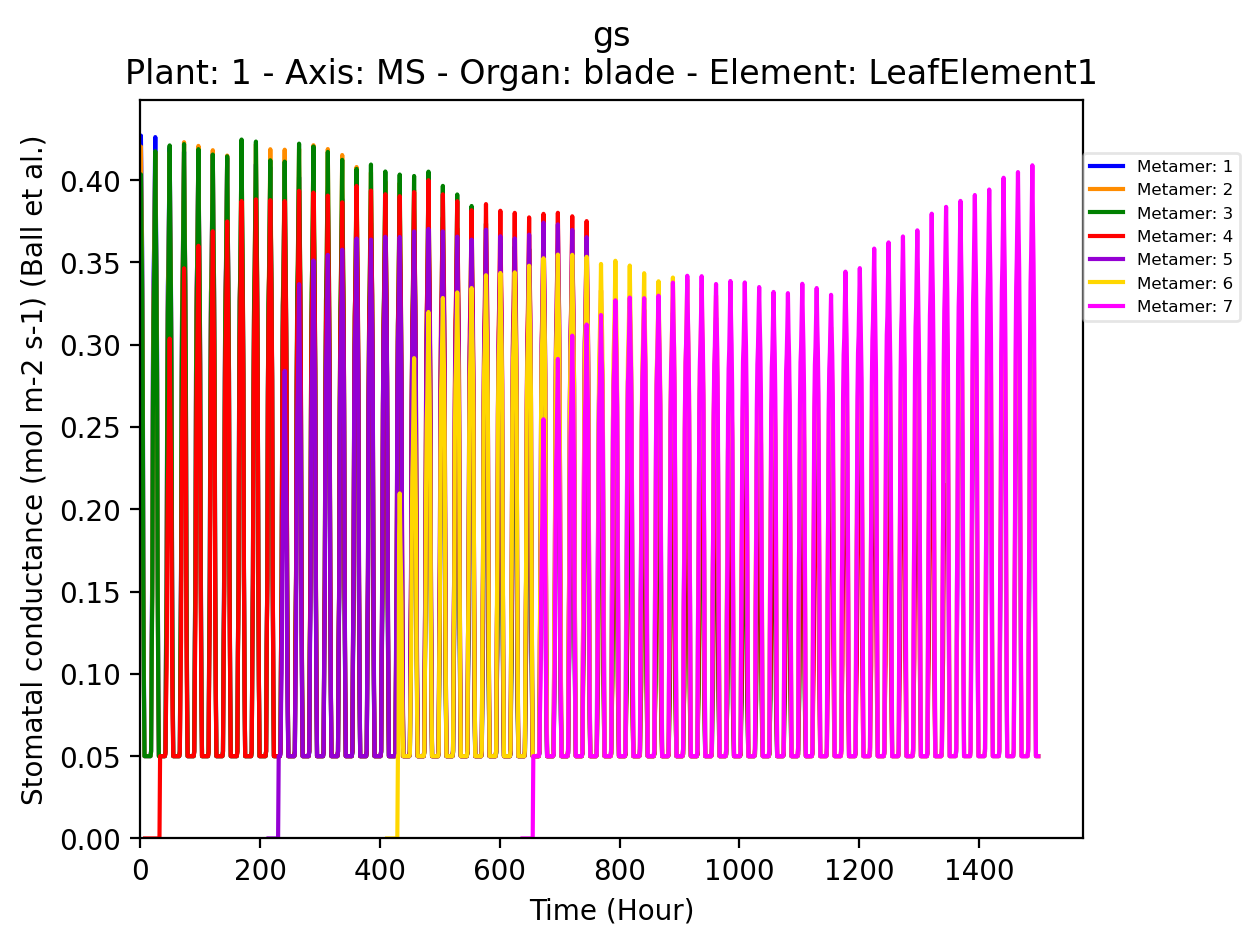 gs
Plant: 1 - Axis: MS - Organ: blade - Element: LeafElement1
Stomatal conductance (mol m-2 s-1) (Ball et al.)
0.40
0.35
0.30
0.25
0.20
0.15
0.10
0.05
0.00
0
200
400
600
800
1000
1200
1400
Time (Hour)
Metamer: 1
Metamer: 2
Metamer: 3
Metamer: 4
Metamer: 5
Metamer: 6
Metamer: 7